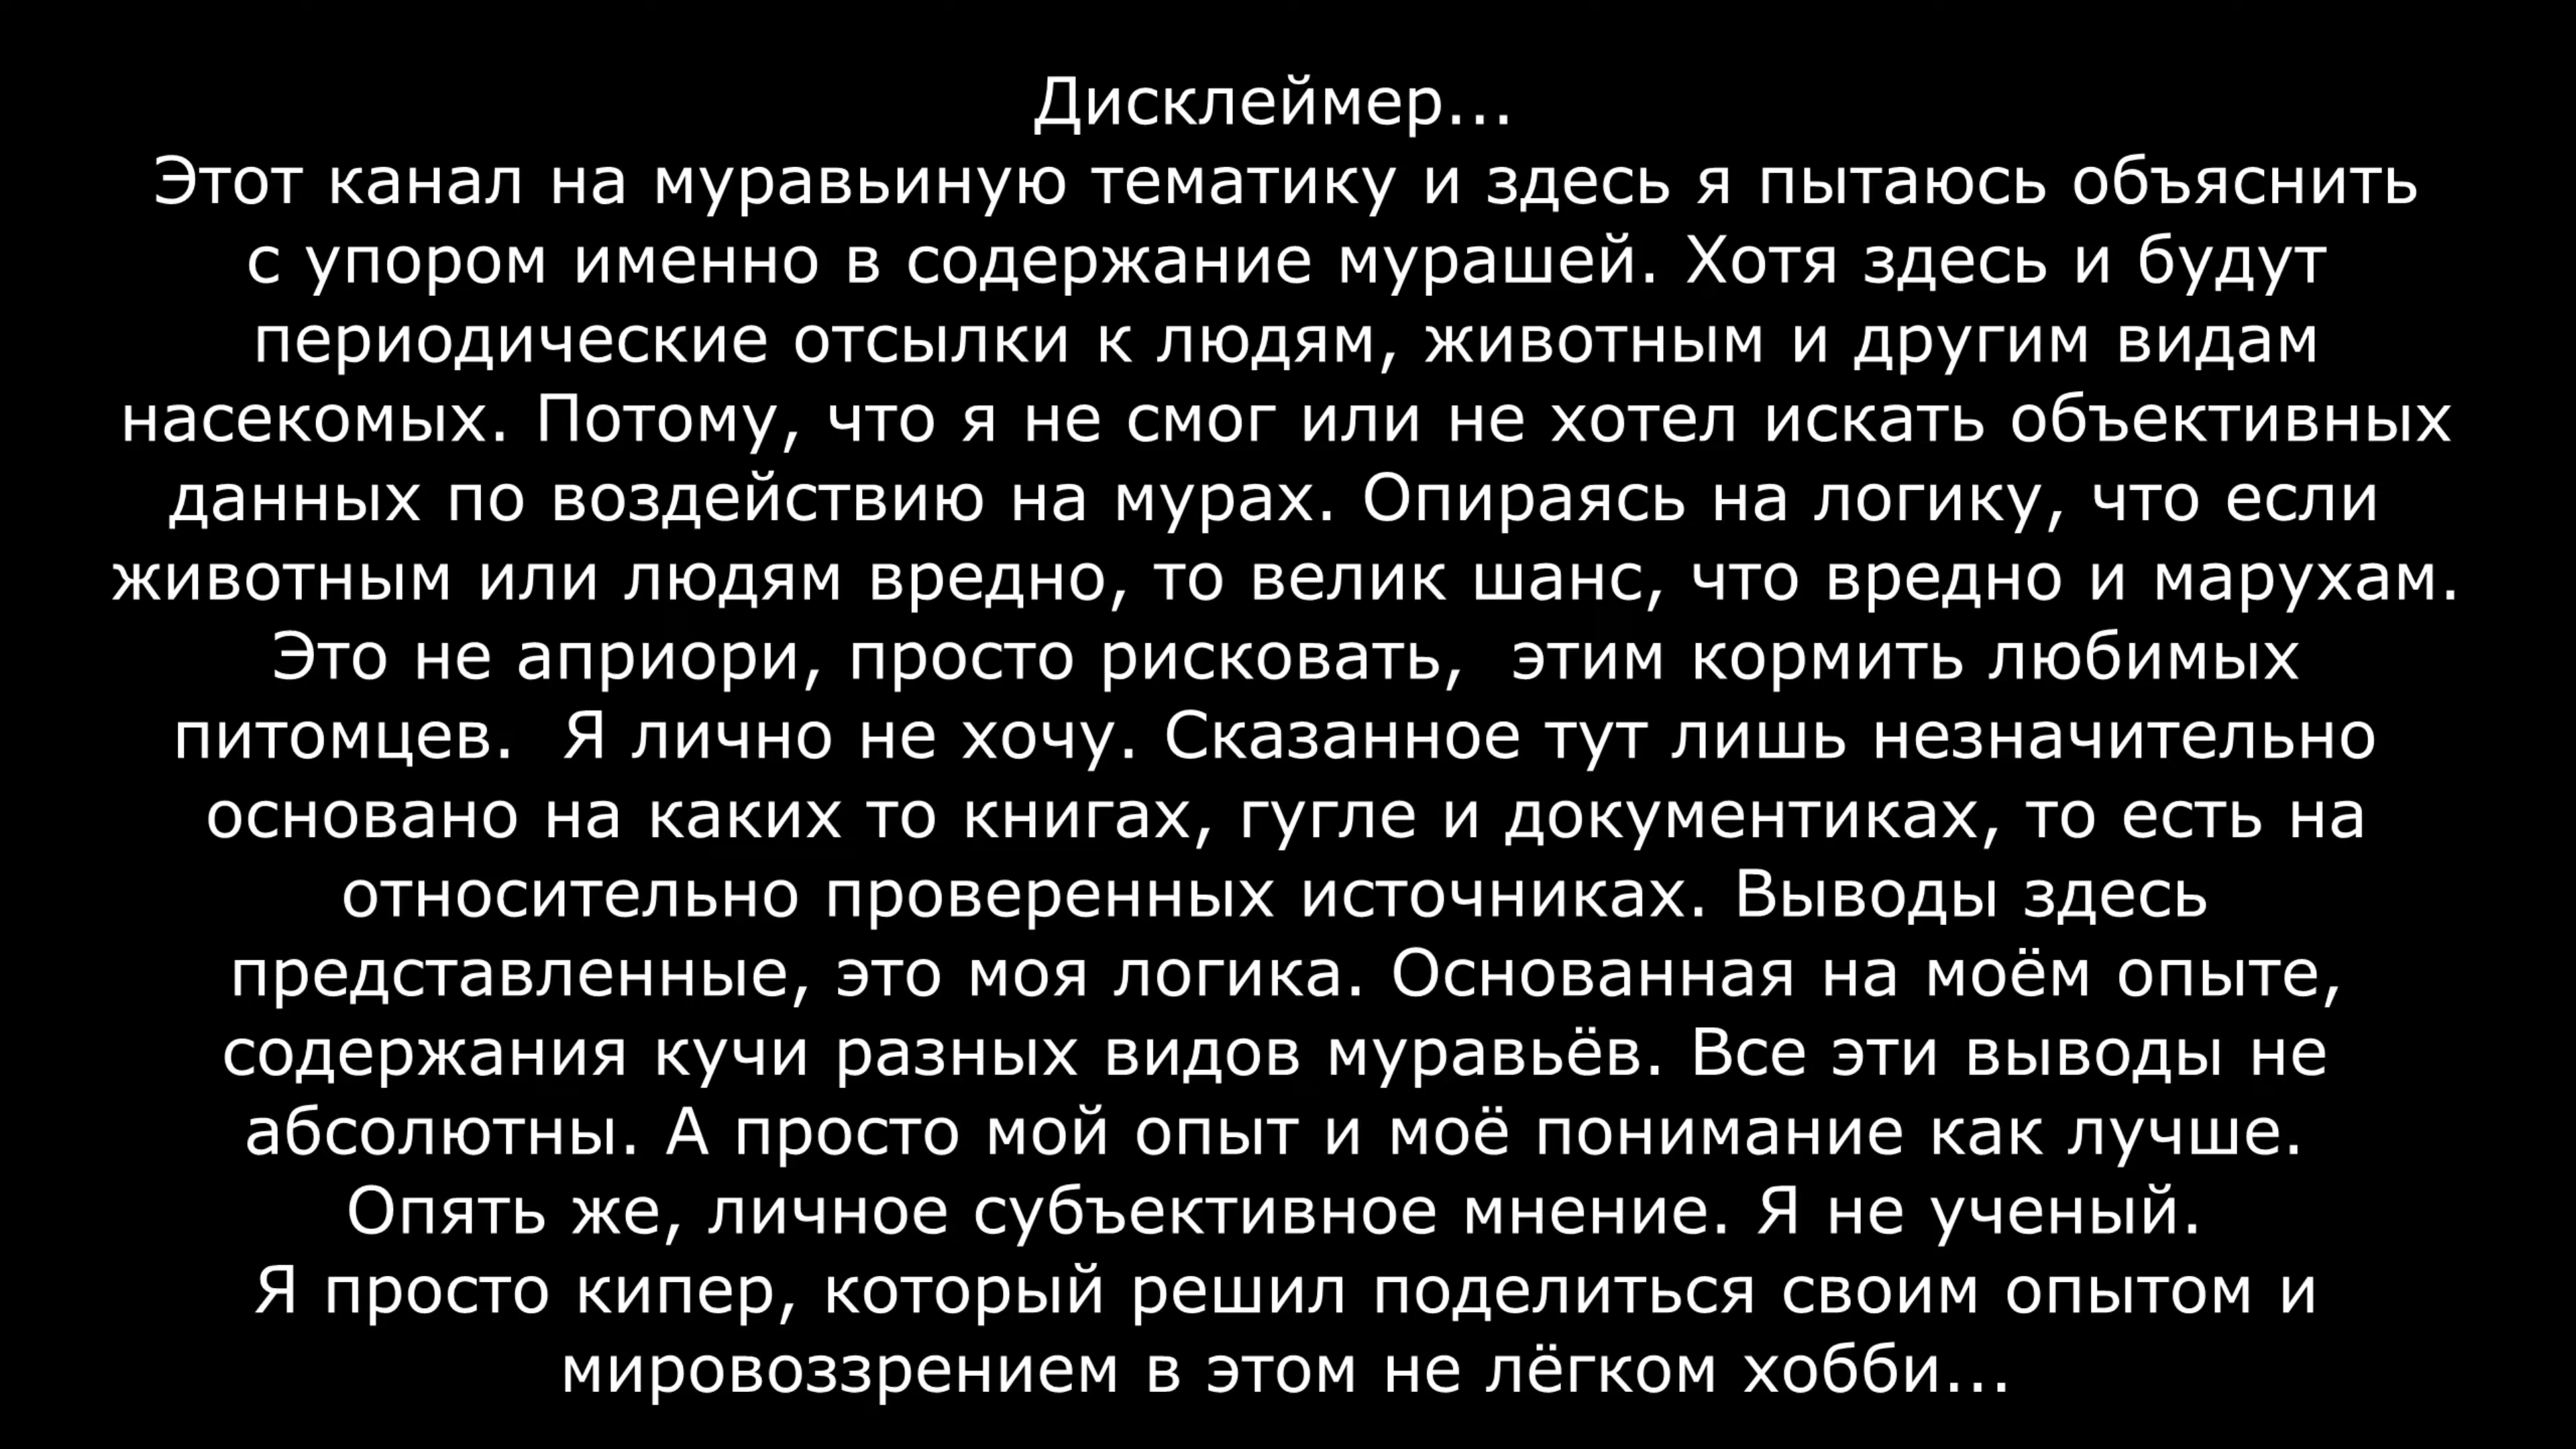 Дисклеймер...
Этот канал на муравьиную тематику и здесь я пытаюсь объяснить
с упором именно в содержание мурашей. Хотя здесь и будут
периодические отсылки к людям, животным и другим видам
насекомых. Потому, что я не смог или не хотел искать объективных
данных по воздействию на мурах. Опираясь на логику, что если
животным или людям вредно, то велик шанс, что вредно и марухам.
Это не априори, просто рисковать,  этим кормить любимых
питомцев.  Я лично не хочу. Сказанное тут лишь незначительно
основано на каких то книгах, гугле и документиках, то есть на
относительно проверенных источниках. Выводы здесь
представленные, это моя логика. Основанная на моём опыте,
содержания кучи разных видов муравьёв. Все эти выводы не
абсолютны. А просто мой опыт и моё понимание как лучше.
Опять же, личное субъективное мнение. Я не ученый.
Я просто кипер, который решил поделиться своим опытом и
мировоззрением в этом не лёгком хобби...